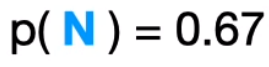 p( N ) = 0.67